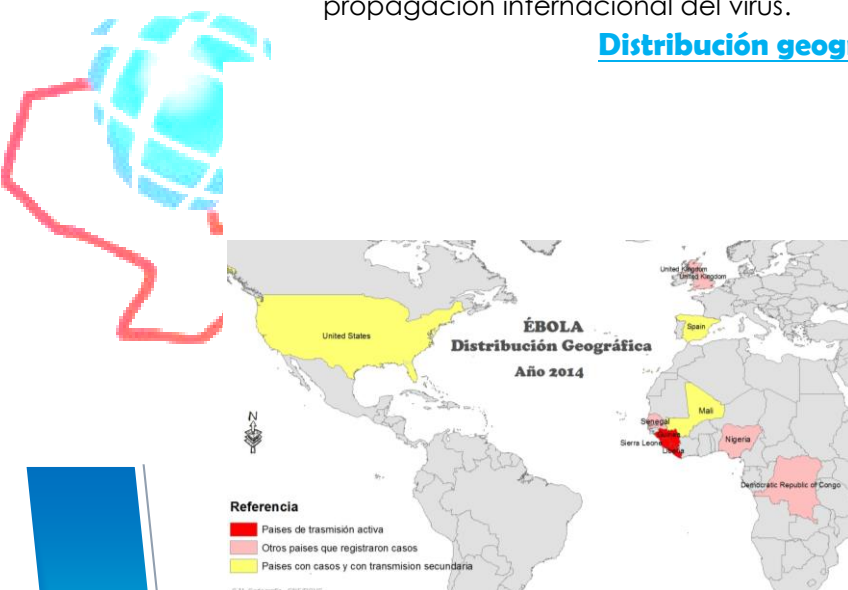 propagación internacional del virus.
Distribución geog
ÉBOLA
Distribución Geográfica
Año 2014
United Kingdom
United Kingdom
United States
Spain
Mali
Senegal
Sierra Leone
Nigeria
Democratic Republic of Congo
N
Referencia
Paises de trasmisión activa
Otros paises que registraron casos
Paises con casos y con transmision secundaria